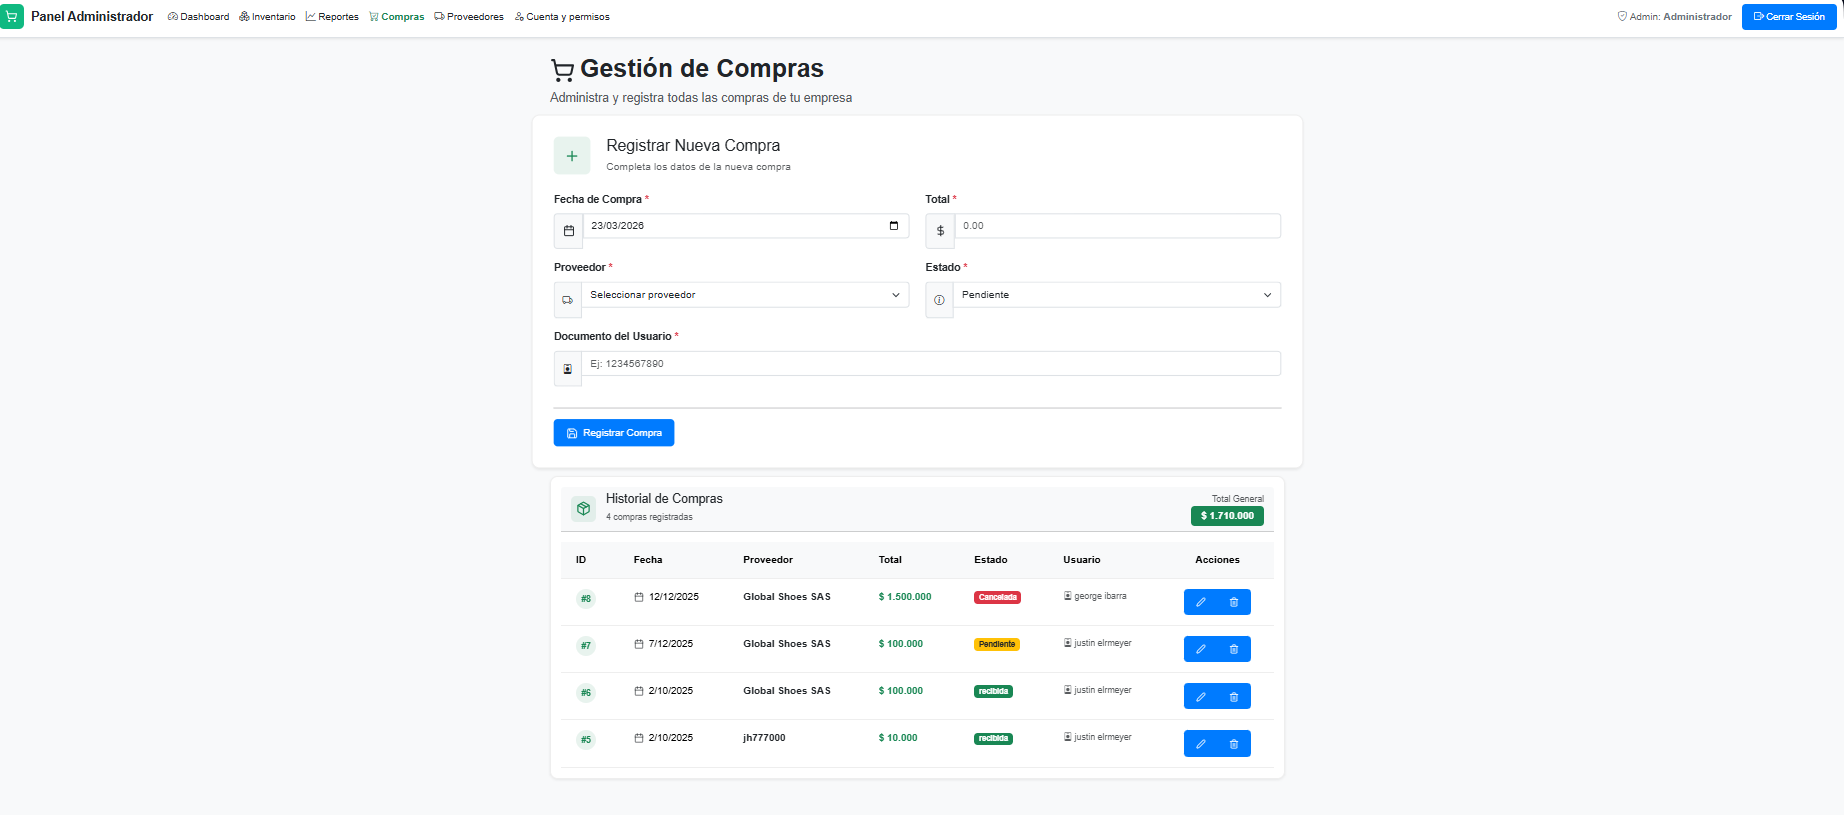 Panel Administrador Dashboard Inventario Reportes Compras Proveedores Cuenta y permisos Admin: Administrador Cerrar Sesión
Gestión de Compras
Administra y registra todas las compras de tu empresa
Registrar Nueva Compra
Completa los datos de la nueva compra
Fecha de Compra * Total *
23/03/2026 $ 0.00
Proveedor * Estado *
Seleccionar proveedor Pendiente
Documento del Usuario *
Ej: 1234567890
Registrar Compra
Historial de Compras Total General
4 compras registradas $ 1.710.000
ID Fecha Proveedor Total Estado Usuario Acciones
#8 12/12/2025 Global Shoes SAS $ 1.500.000 Cancelada george ibarra
#7 7/12/2025 Global Shoes SAS $ 100.000 Pendiente justin elrmeyer
#6 2/10/2025 Global Shoes SAS $ 100.000 recibida justin elrmeyer
#5 2/10/2025 jh777000 $ 10.000 recibida justin elrmeyer